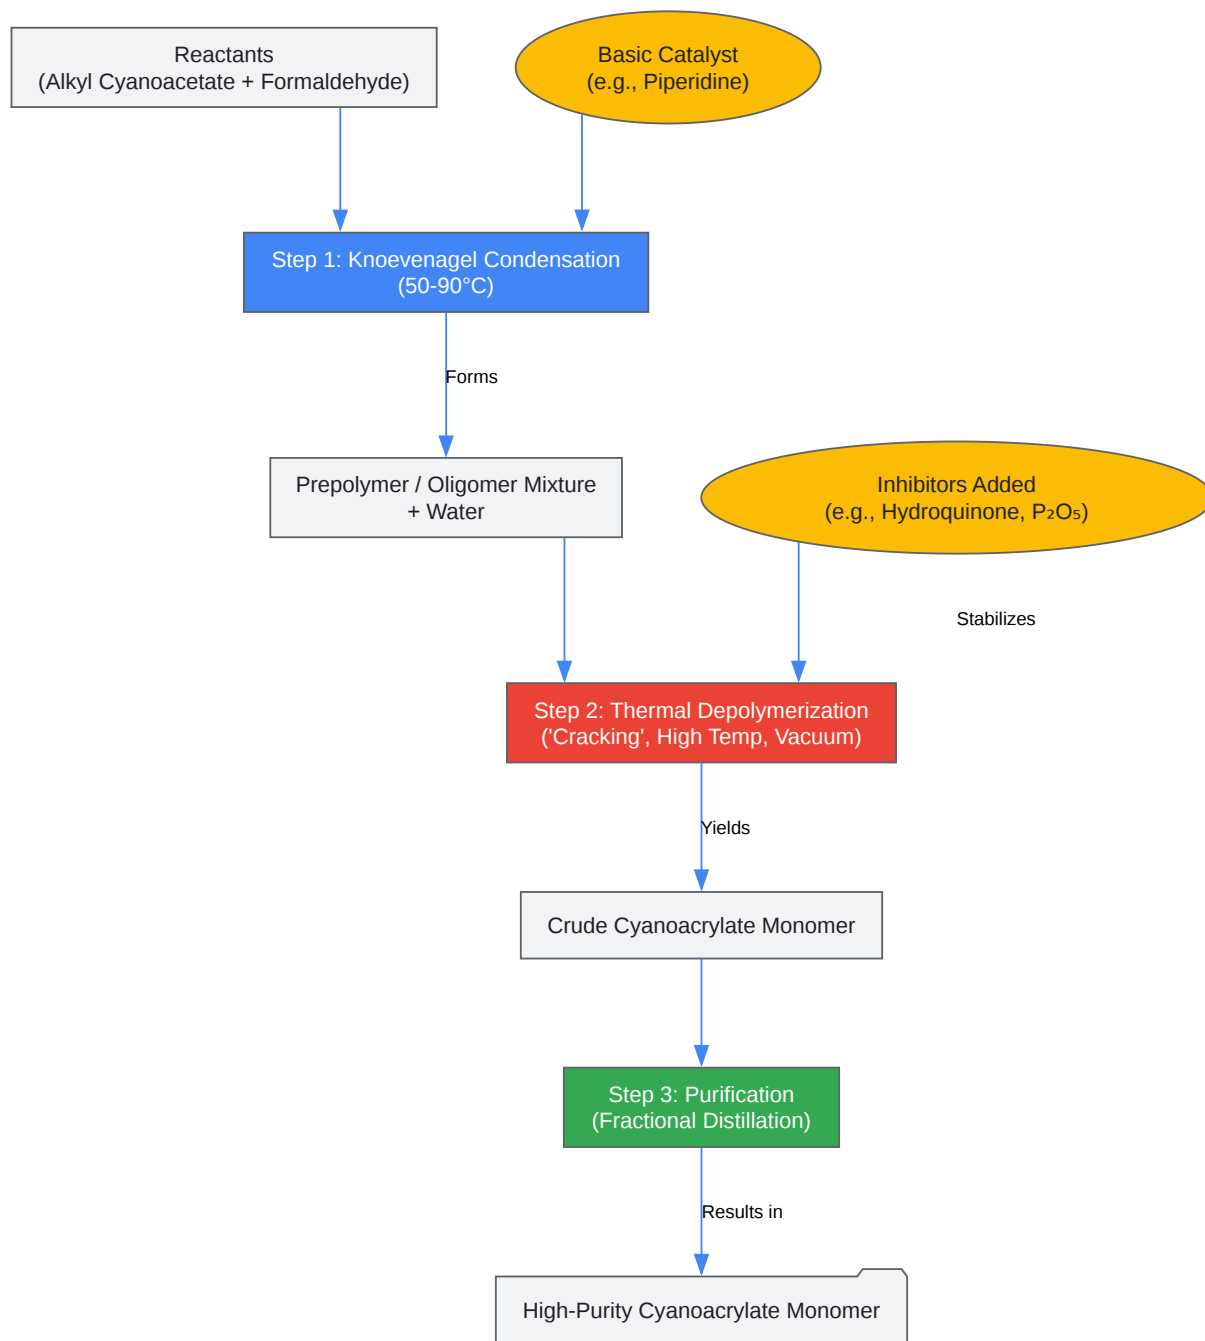 Reactants
(Alkyl Cyanoacetate + Formaldehyde)
Basic Catalyst
(e.g., Piperidine)
Step 1: Knoevenagel Condensation
(50-90°C)
Forms
Prepolymer / Oligomer Mixture
+ Water
Inhibitors Added
(e.g., Hydroquinone, P₂O₅)
Stabilizes
Step 2: Thermal Depolymerization
('Cracking', High Temp, Vacuum)
Yields
Crude Cyanoacrylate Monomer
Step 3: Purification
(Fractional Distillation)
Results in
High-Purity Cyanoacrylate Monomer